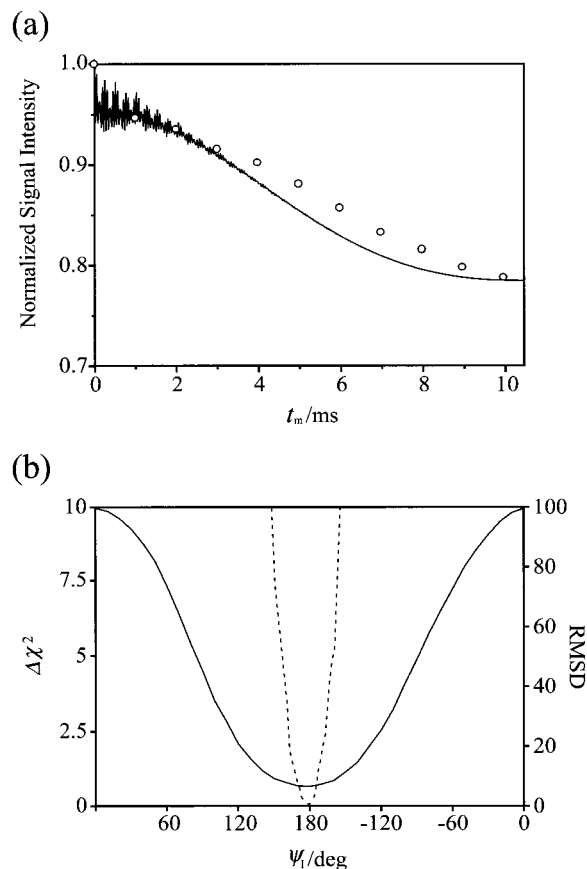 (a)
Normalized Signal Intensity
1.0
0.9
0.8
0.7
0 2 4 6 8 10
tₘ/ms
(b)
Δχ²
10
7.5
5
2.5
0
100
80
60
40
20
0
RMSD
60 120 180 -120 -60 0
ψ₁/deg